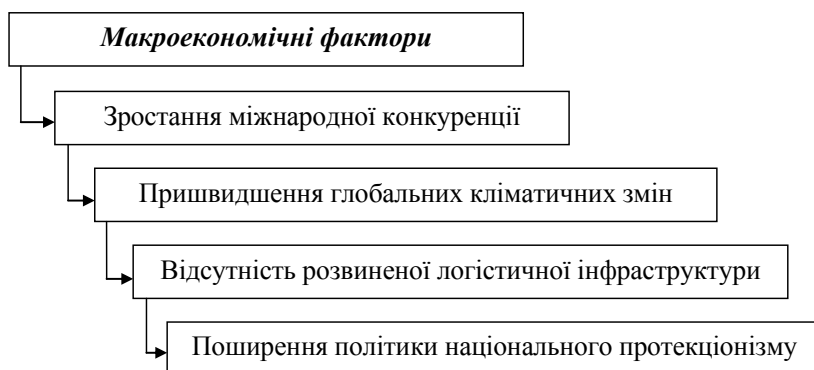 Макроекономічні фактори
Зростання міжнародної конкуренції
Пришвидшення глобальних кліматичних змін
Відсутність розвиненої логістичної інфраструктури
Поширення політики національного протекціонізму